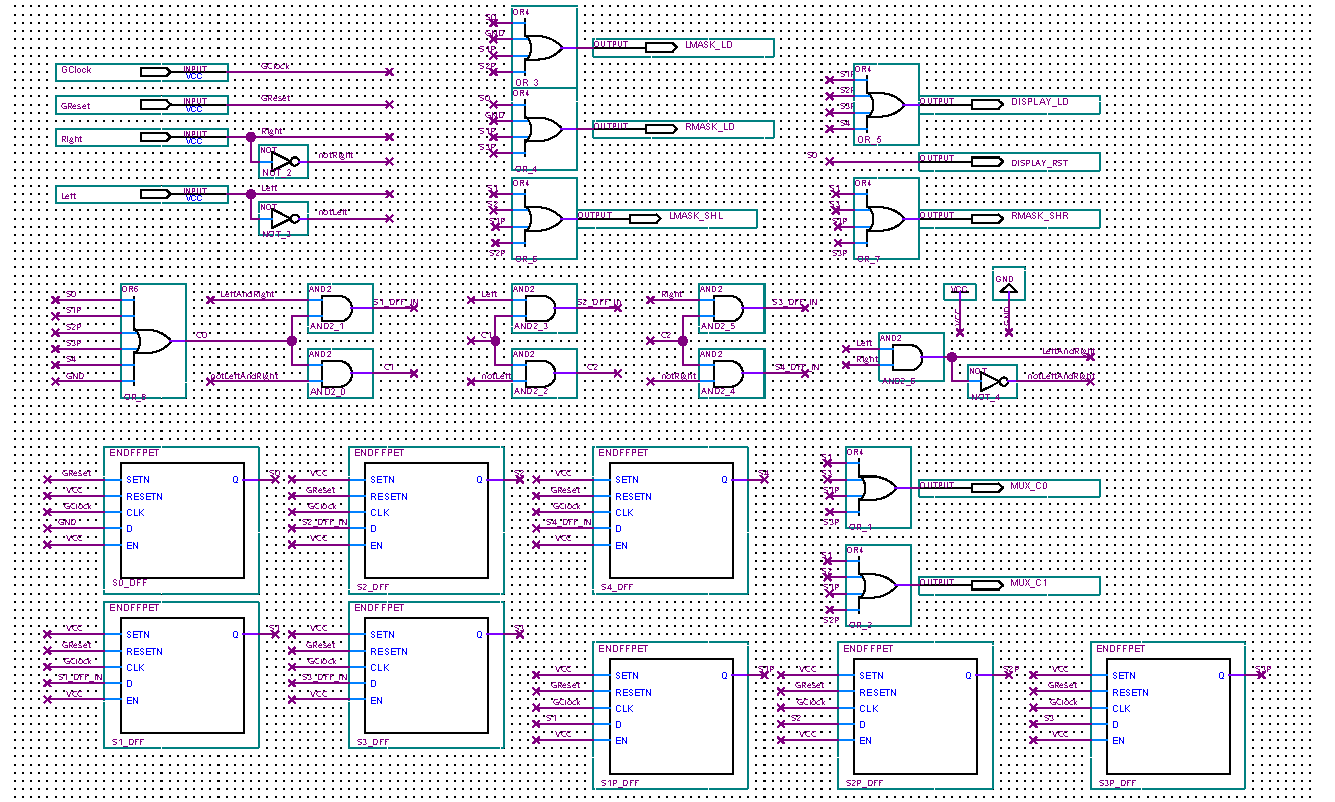 GClock INPUT VCC GClock
GReset INPUT VCC GReset
Right INPUT VCC Right
NOT notRight
NOT_2
Left INPUT VCC Left
NOT notLeft
NOT_3
S0 OR4
GND
S1P
S2P
OR_3
OUTPUT LMASK_LD
S0 OR4
GND
S1P
S3P
OR_4
OUTPUT RMASK_LD
S1 OR4
S2
S1P
S2P
OR_6
OUTPUT LMASK_SHL
S1P OR4
S2P
S3P
S4
OR_5
OUTPUT DISPLAY_LD
S0 OUTPUT DISPLAY_RST
S1 OR4
S3
S1P
S3P
OR_7
OUTPUT RMASK_SHR
OR6
S0
S1P
S2P
S3P
S4
GND
OR_8
C0
LeftAndRight AND2 S1_DFF_IN
AND2_1
AND2 C1
notLeftAndRight AND2_0
Left AND2 S2_DFF_IN
C1 AND2_3
AND2 C2
notLeft AND2_2
Right AND2 S3_DFF_IN
C2 AND2_5
AND2 S4_DFF_IN
notRight AND2_4
VCC
VCC
GND
GND
Left AND2 LeftAndRight
Right
NOT notLeftAndRight
NOT_4
ENDFFPET
GReset SETN Q S0
VCC RESETN
GClock CLK
GND D
VCC EN
S0_DFF
ENDFFPET
VCC SETN Q S2
GReset RESETN
GClock CLK
S2_DFF_IN D
VCC EN
S2_DFF
ENDFFPET
VCC SETN Q S4
GReset RESETN
GClock CLK
S4_DFF_IN D
VCC EN
S4_DFF
S1 OR4
S3
S1P
S3P
OR_1
OUTPUT MUX_C0
S1 OR4
S2
S1P
S2P
OUTPUT MUX_C1
ENDFFPET
VCC SETN Q S1
GReset RESETN
GClock CLK
S1_DFF_IN D
VCC EN
S1_DFF
ENDFFPET
VCC SETN Q S3
GReset RESETN
GClock CLK
S3_DFF_IN D
VCC EN
S3_DFF
ENDFFPET
VCC SETN Q S1P
GReset RESETN
GClock CLK
S1 D
VCC EN
S1P_DFF
ENDFFPET
VCC SETN Q S2P
GReset RESETN
GClock CLK
S2 D
VCC EN
S2P_DFF
ENDFFPET
VCC SETN Q S3P
GReset RESETN
GClock CLK
S3 D
VCC EN
S3P_DFF